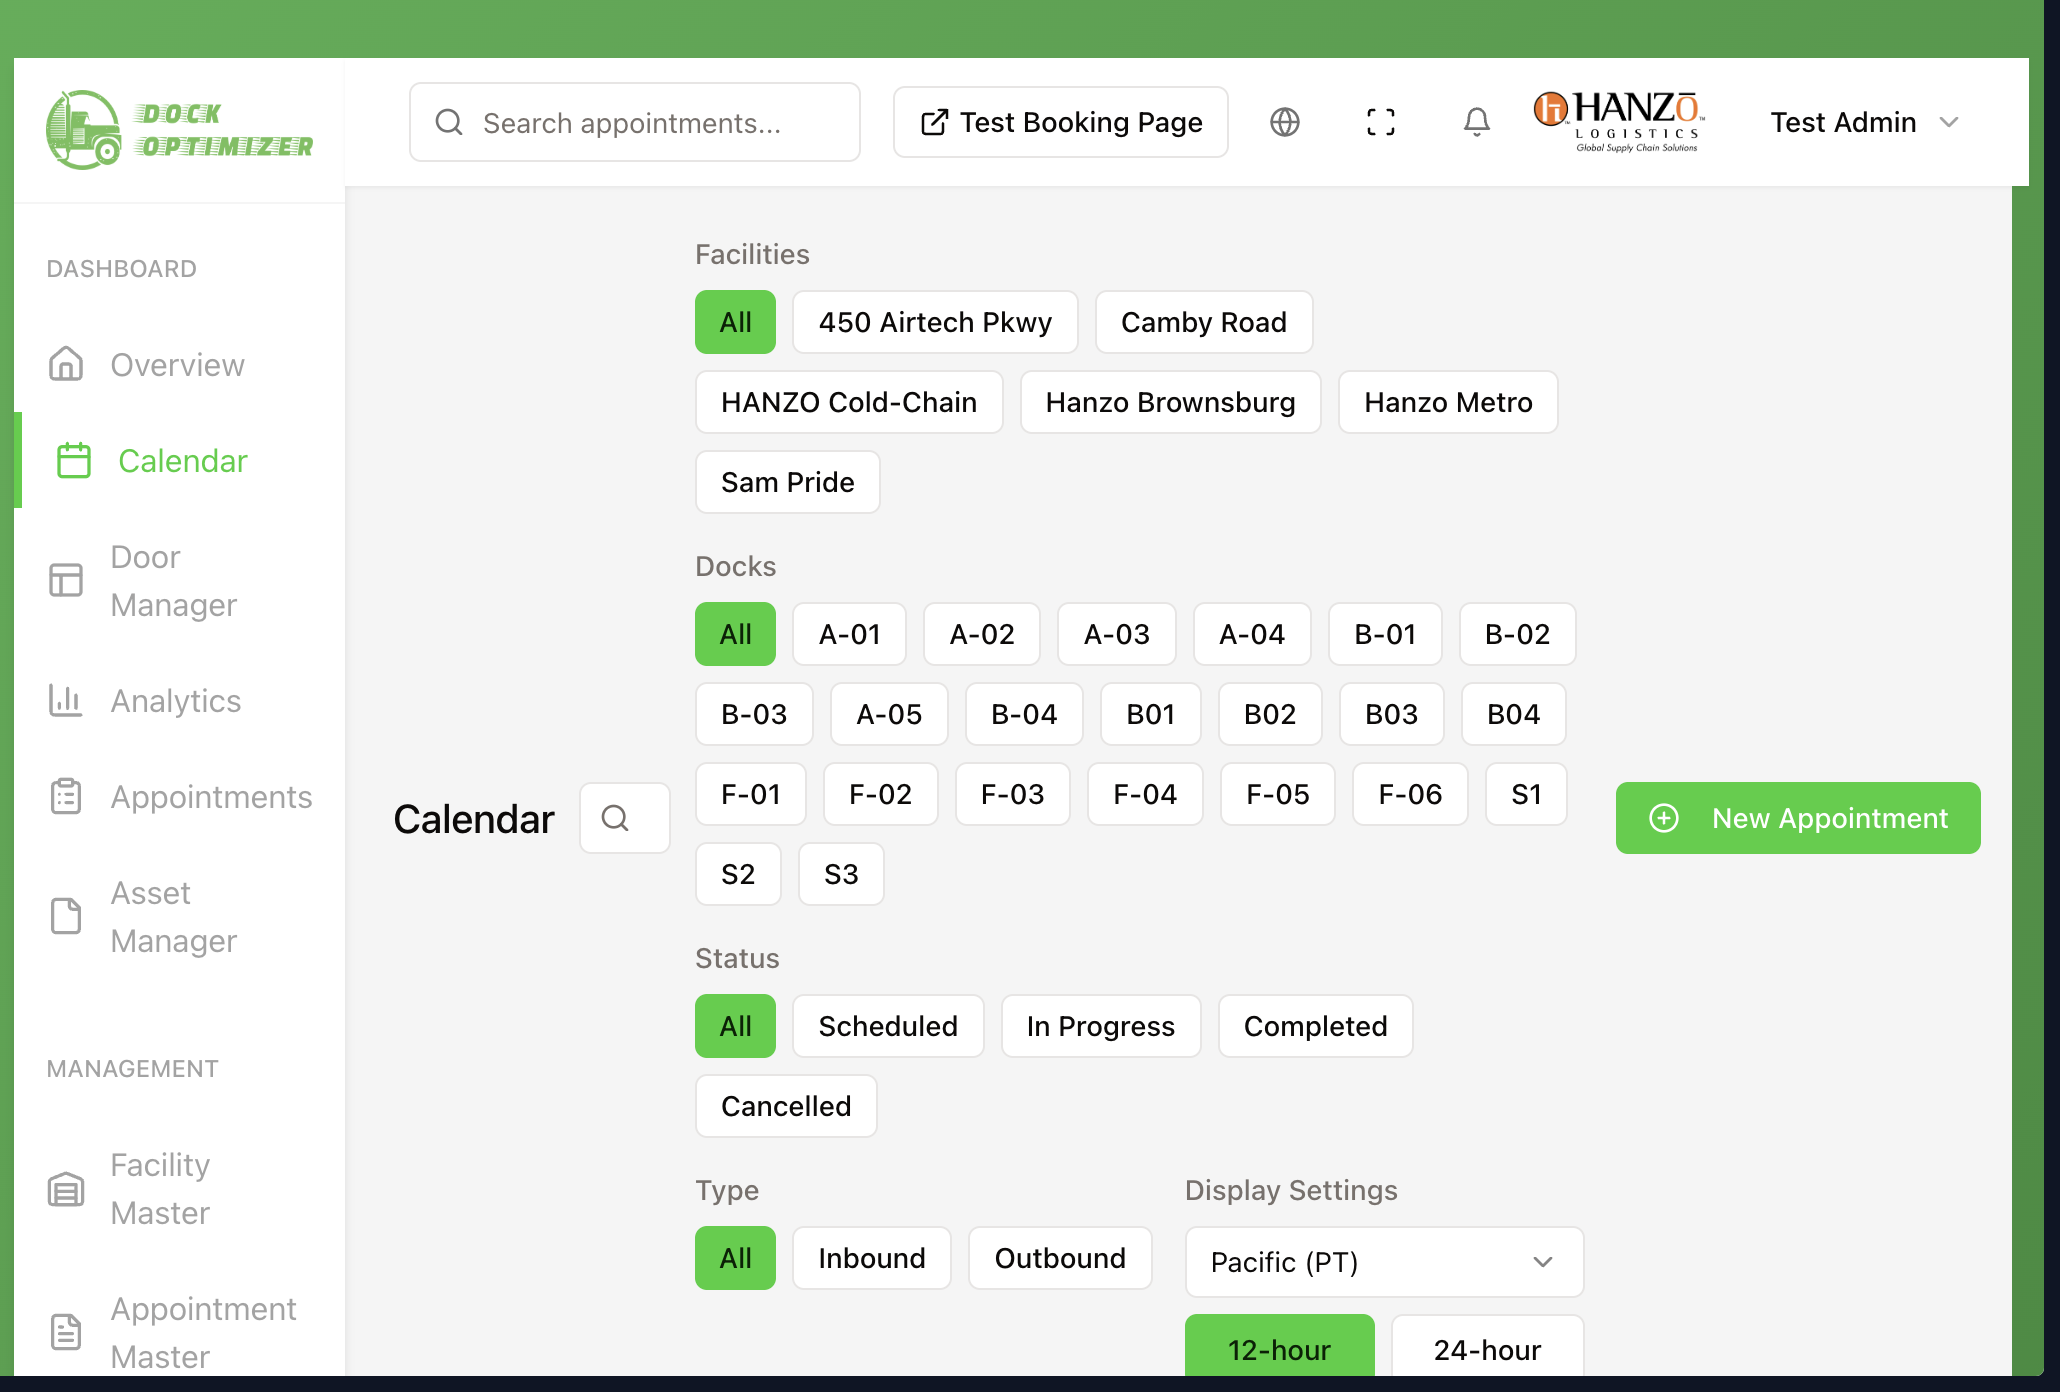 DOCK
OPTIMIZER
Search appointments...
Test Booking Page
HANZŌ
LOGISTICS
Global Supply Chain Solutions
Test Admin
DASHBOARD
Overview
Calendar
Door
Manager
Analytics
Appointments
Asset
Manager
MANAGEMENT
Facility
Master
Appointment
Master
Calendar
Facilities
All
450 Airtech Pkwy
Camby Road
HANZO Cold-Chain
Hanzo Brownsburg
Hanzo Metro
Sam Pride
Docks
All
A-01
A-02
A-03
A-04
B-01
B-02
B-03
A-05
B-04
B01
B02
B03
B04
F-01
F-02
F-03
F-04
F-05
F-06
S1
S2
S3
Status
All
Scheduled
In Progress
Completed
Cancelled
Type
All
Inbound
Outbound
Display Settings
Pacific (PT)
12-hour
24-hour
New Appointment